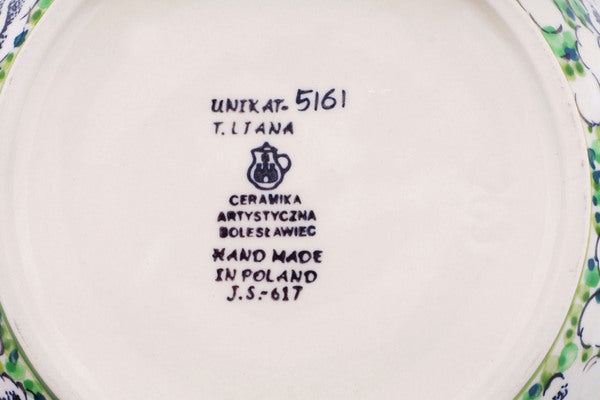 UNIKAT-5161
T. LIANA
CERAMIKA
ARTYSTYCZNA
BOLESŁAWIEC
HAND MADE
IN POLAND
J.S.-617